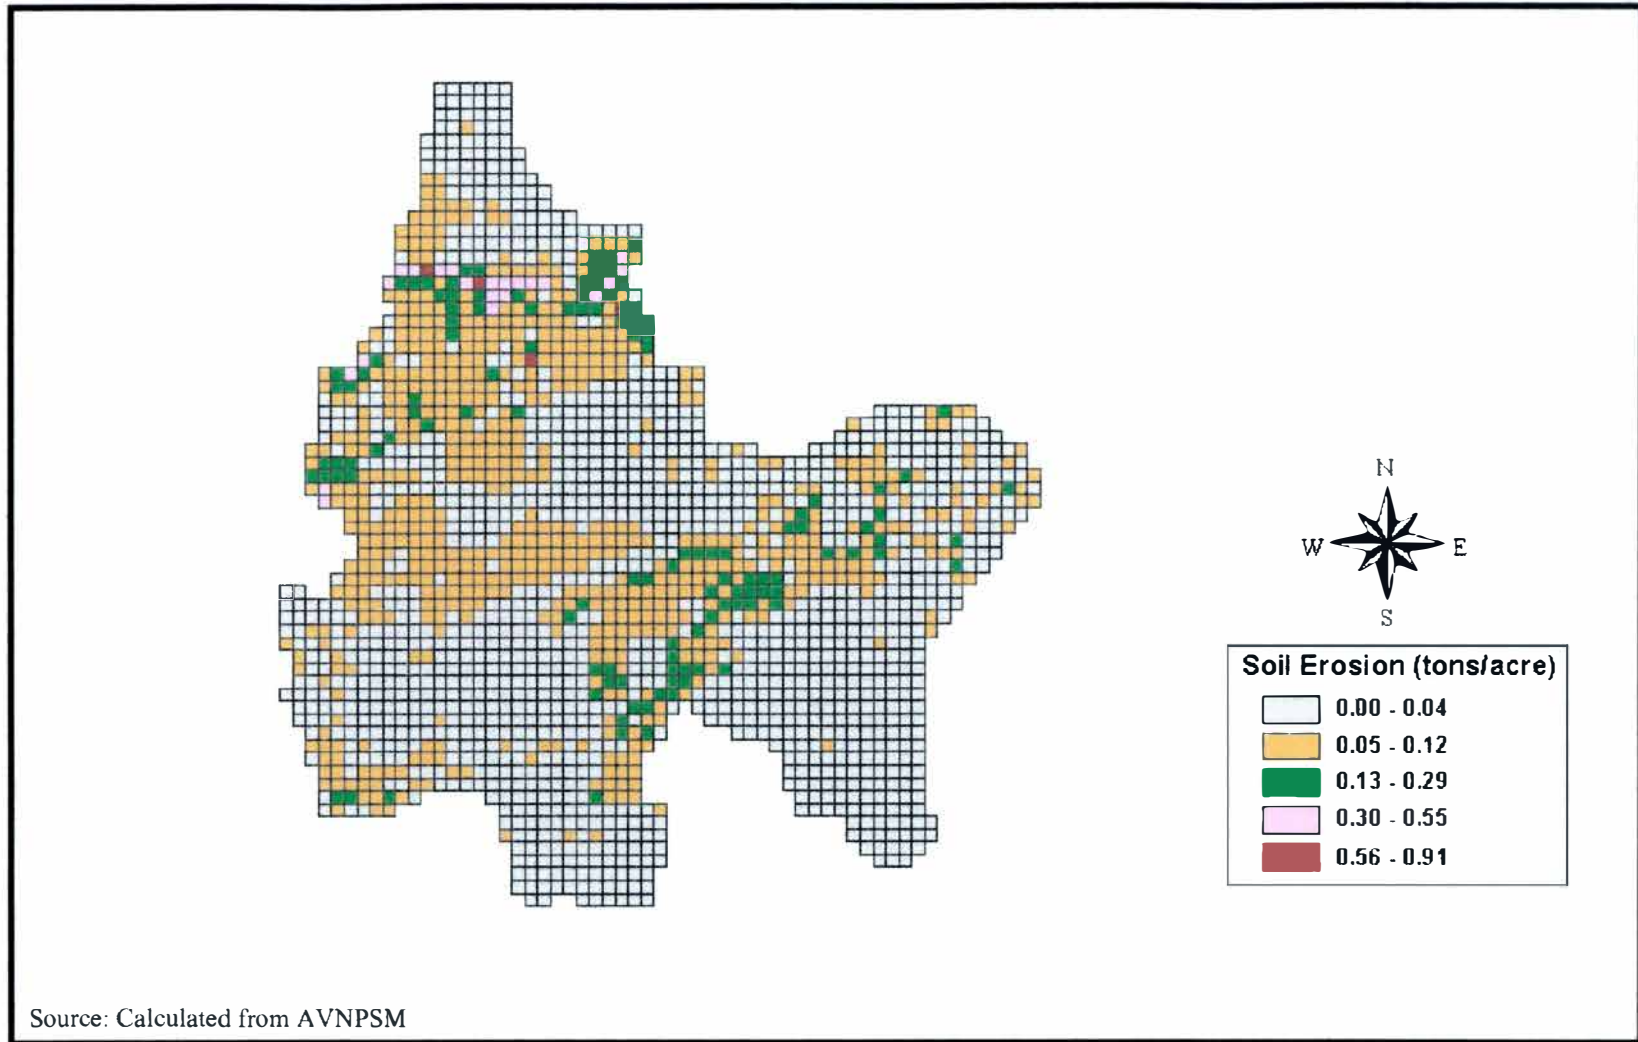 N
W
E
S
Soil Erosion (tons/acre)
0.00 - 0.04
0.05 - 0.12
0.13 - 0.29
0.30 - 0.55
0.56 - 0.91
Source: Calculated from AVNPSM